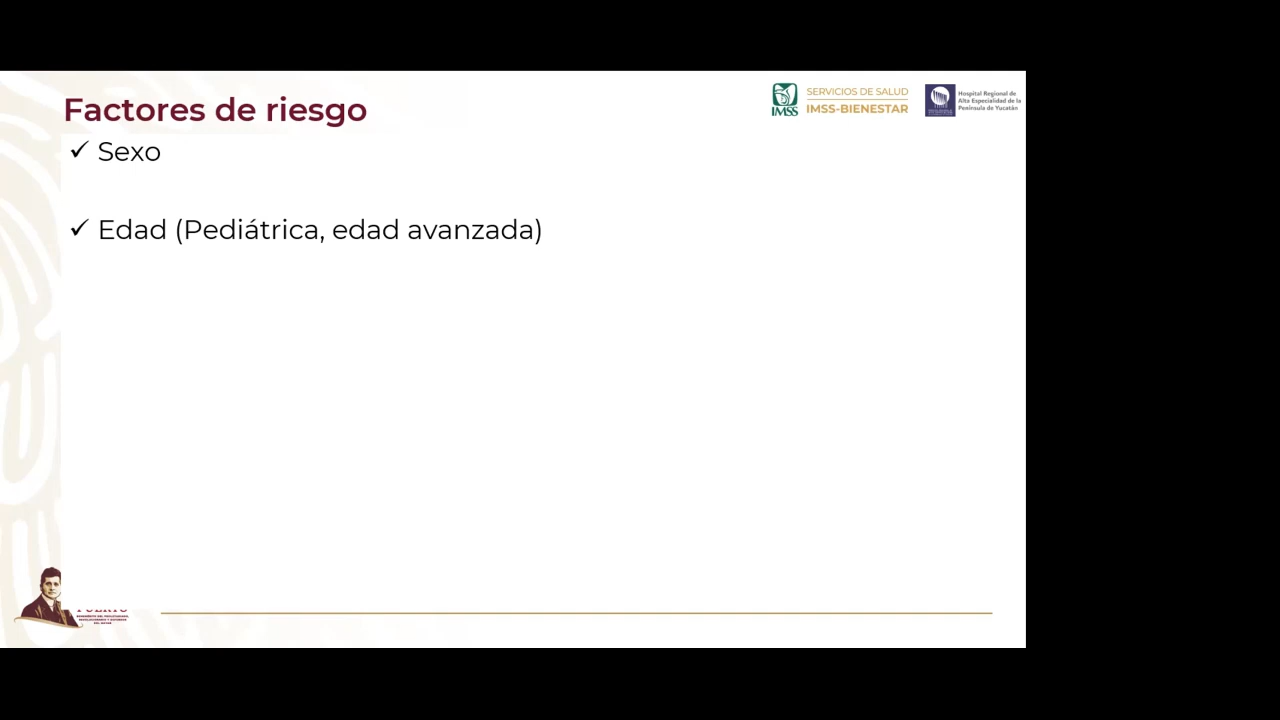 Factores de riesgo
SERVICIOS DE SALUD
IMSS-BIENESTAR
IMSS
Hospital Regional de
Alta Especialidad de la
Península de Yucatán
✓ Sexo
✓ Edad (Pediátrica, edad avanzada)
PUERTO